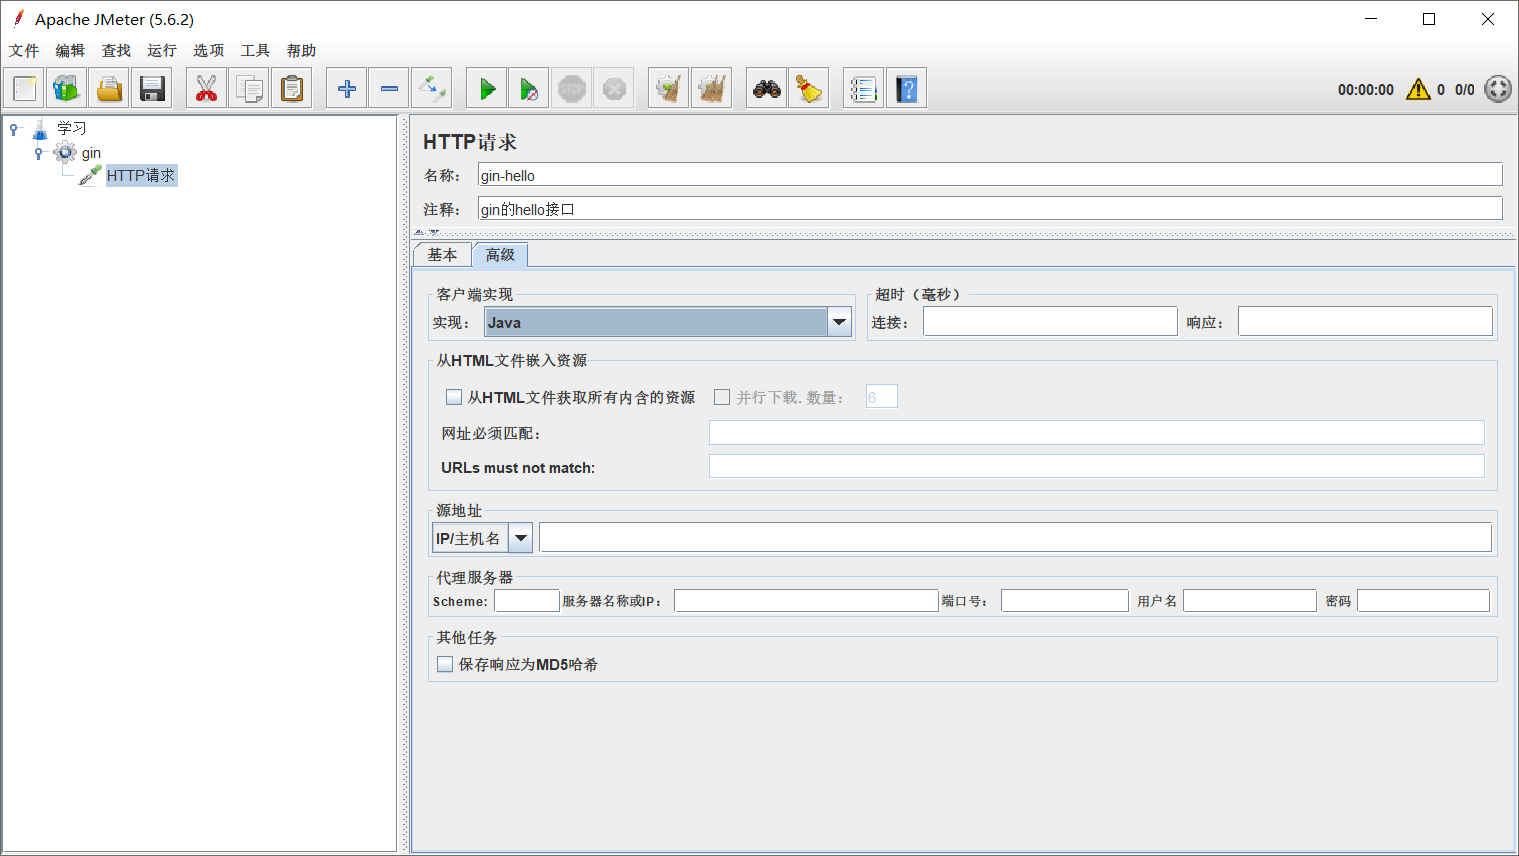 Apache JMeter (5.6.2)
文件 编辑 查找 运行 选项 工具 帮助
STOP
00:00:00 0 0/0
学习
gin
HTTP请求
HTTP请求
名称： gin-hello
注释： gin的hello接口
基本 高级
客户端实现
实现： Java
超时（毫秒）
连接： 响应：
从HTML文件嵌入资源
从HTML文件获取所有内含的资源 并行下载. 数量： 6
网址必须匹配：
URLs must not match:
源地址
IP/主机名
代理服务器
Scheme: 服务器名称或IP： 端口号： 用户名 密码
其他任务
保存响应为MD5哈希